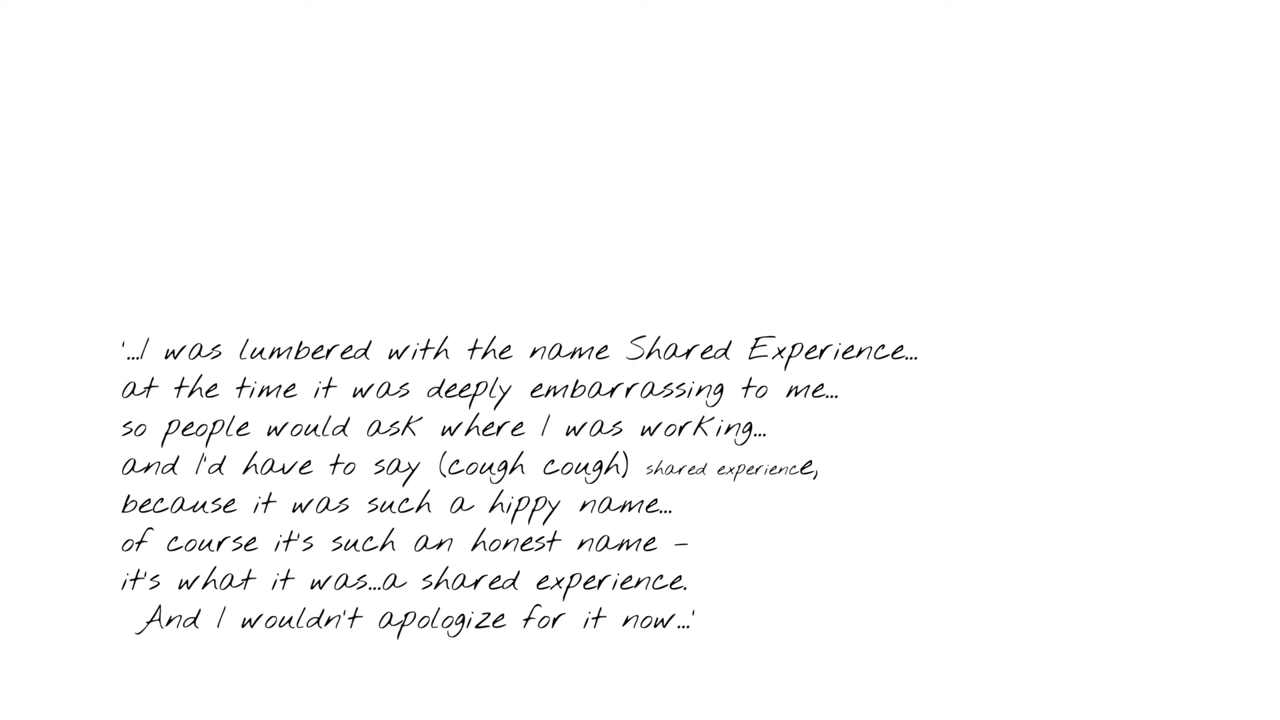 '...I was lumbered with the name Shared Experience...
at the time it was deeply embarrassing to me...
so people would ask where I was working...
and I'd have to say (cough cough) shared experience,
because it was such a hippy name...
of course it's such an honest name –
it's what it was...a shared experience.
And I wouldn't apologize for it now...'